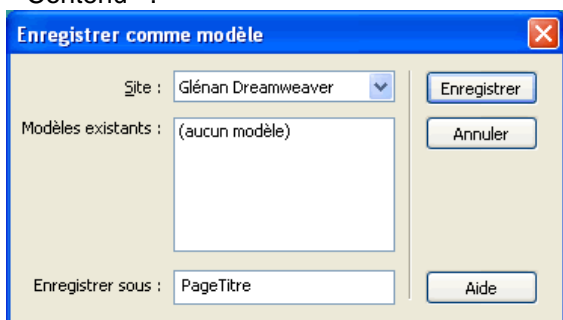 Enregistrer comme modèle
Site : Glénan Dreamweaver Enregistrer
Modèles existants : (aucun modèle) Annuler
Enregistrer sous : PageTitre Aide